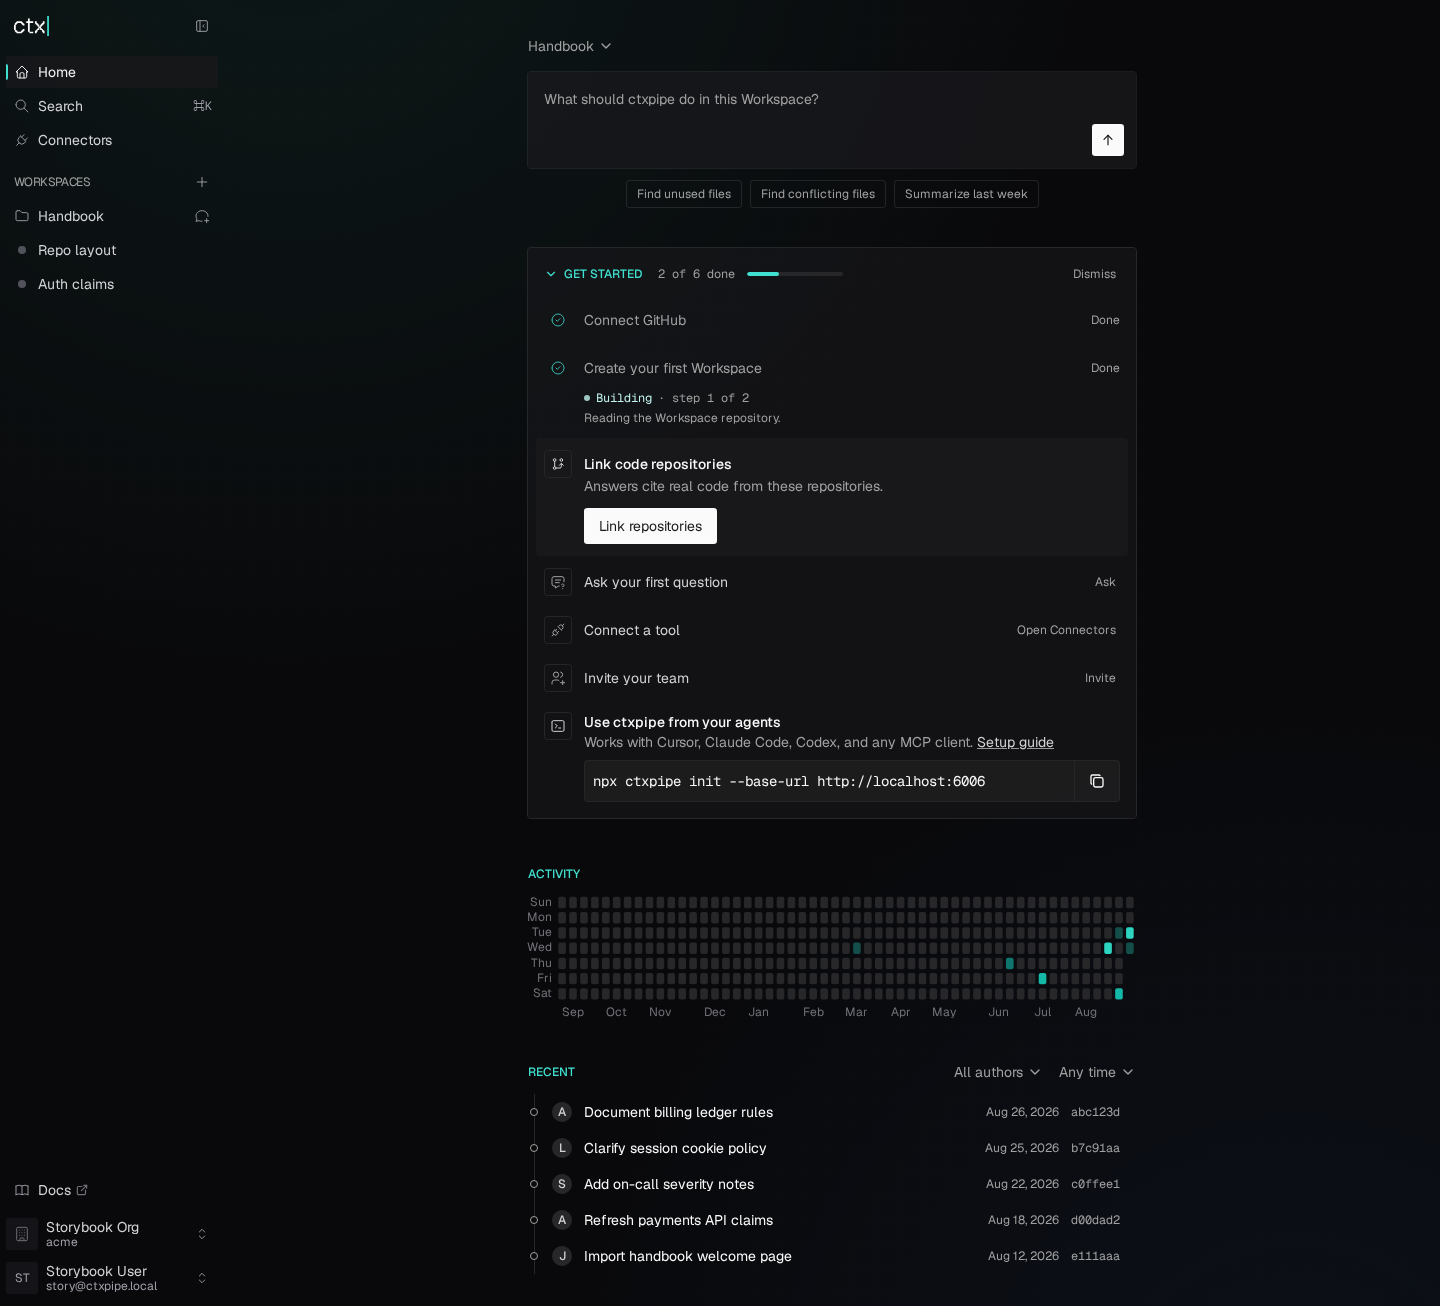 ctx
Home
Search ⌘K
Connectors
WORKSPACES
Handbook
Repo layout
Auth claims
Docs
Storybook Org
acme
ST
Storybook User
story@ctxpipe.local
Handbook
What should ctxpipe do in this Workspace?
Find unused files
Find conflicting files
Summarize last week
GET STARTED 2 of 6 done Dismiss
Connect GitHub Done
Create your first Workspace Done
Building · step 1 of 2
Reading the Workspace repository.
Link code repositories
Answers cite real code from these repositories.
Link repositories
Ask your first question Ask
Connect a tool Open Connectors
Invite your team Invite
Use ctxpipe from your agents
Works with Cursor, Claude Code, Codex, and any MCP client. Setup guide
npx ctxpipe init --base-url http://localhost:6006
ACTIVITY
Sun
Mon
Tue
Wed
Thu
Fri
Sat
Sep Oct Nov Dec Jan Feb Mar Apr May Jun Jul Aug
RECENT All authors Any time
A Document billing ledger rules Aug 26, 2026 abc123d
L Clarify session cookie policy Aug 25, 2026 b7c91aa
S Add on-call severity notes Aug 22, 2026 c0ffee1
A Refresh payments API claims Aug 18, 2026 d00dad2
J Import handbook welcome page Aug 12, 2026 e111aaa